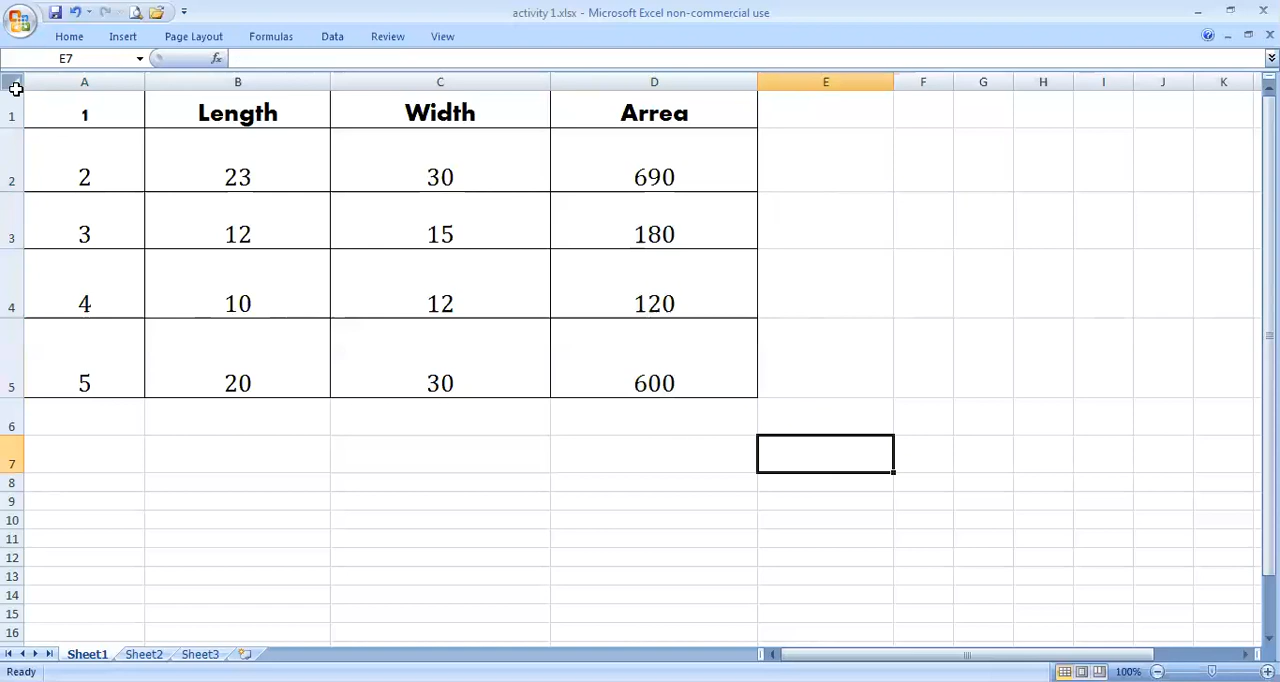 activity 1.xlsx - Microsoft Excel non-commercial use
Home Insert Page Layout Formulas Data Review View
E7 fx
A B C D E F G H I J K
1 1 Length Width Arrea
2 2 23 30 690
3 3 12 15 180
4 4 10 12 120
5 5 20 30 600
6
7
8
9
10
11
12
13
14
15
16
Sheet1 Sheet2 Sheet3
Ready 100%